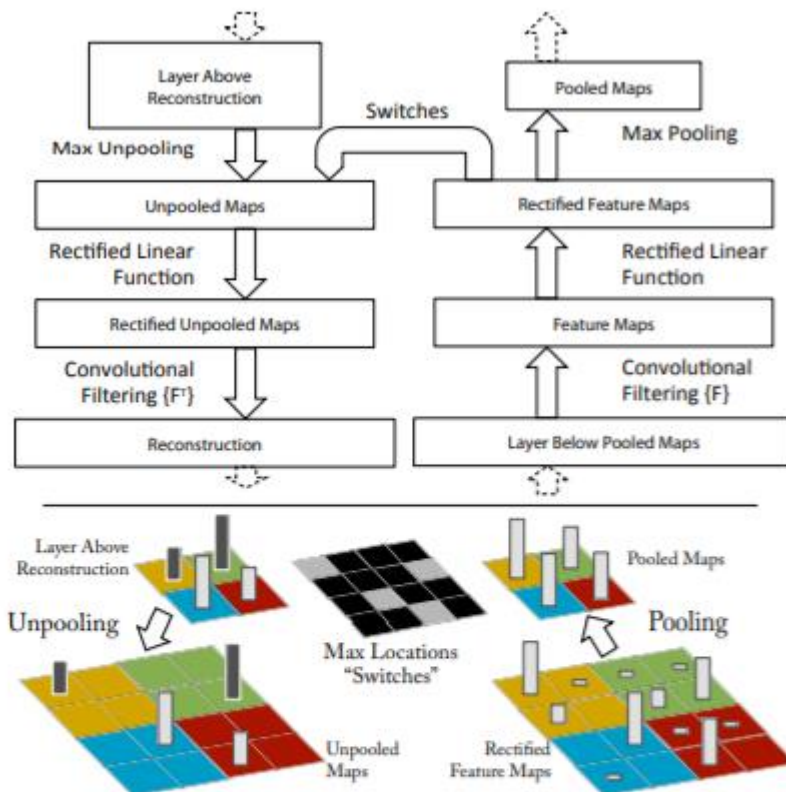 Layer Above
Reconstruction
Pooled Maps
Switches
Max Unpooling
Max Pooling
Unpooled Maps
Rectified Feature Maps
Rectified Linear
Function
Rectified Linear
Function
Rectified Unpooled Maps
Feature Maps
Convolutional
Filtering {Fᵀ}
Convolutional
Filtering {F}
Reconstruction
Layer Below Pooled Maps
Layer Above
Reconstruction
Pooled Maps
Unpooling
Pooling
Max Locations
“Switches”
Unpooled
Maps
Rectified
Feature Maps